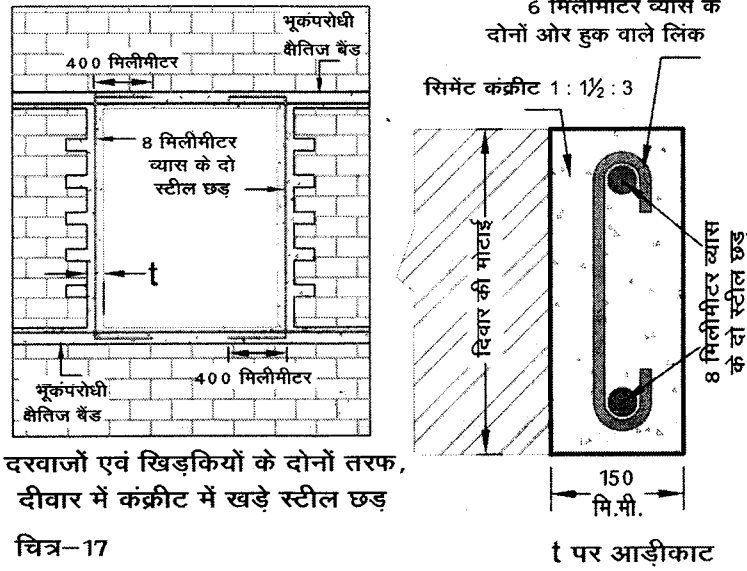 भूकंपरोधी
क्षैतिज बैंड
400 मिलीमीटर
8 मिलीमीटर
व्यास के दो
स्टील छड़
t
400 मिलीमीटर
भूकंपरोधी
क्षैतिज बैंड
दरवाजों एवं खिड़कियों के दोनों तरफ,
दीवार में कंक्रीट में खडे स्टील छड़
चित्र-17
6 मिलीमीटर व्यास के
दोनों ओर हुक वाले लिंक
सिमेंट कंक्रीट 1 : 1½ : 3
दिवार की मोटाई
8 मिलीमीटर व्यास
के दो स्टील छड़
150
मि.मी.
t पर आड़ीकाट